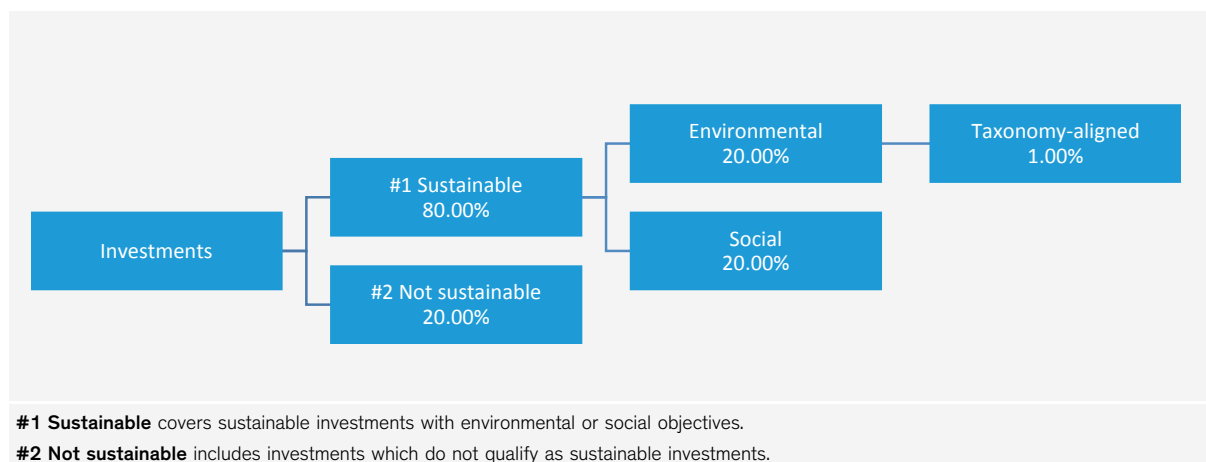 Environmental
20.00%
Taxonomy-aligned
1.00%
#1 Sustainable
80.00%
Investments
Social
20.00%
#2 Not sustainable
20.00%
#1 Sustainable covers sustainable investments with environmental or social objectives.
#2 Not sustainable includes investments which do not qualify as sustainable investments.